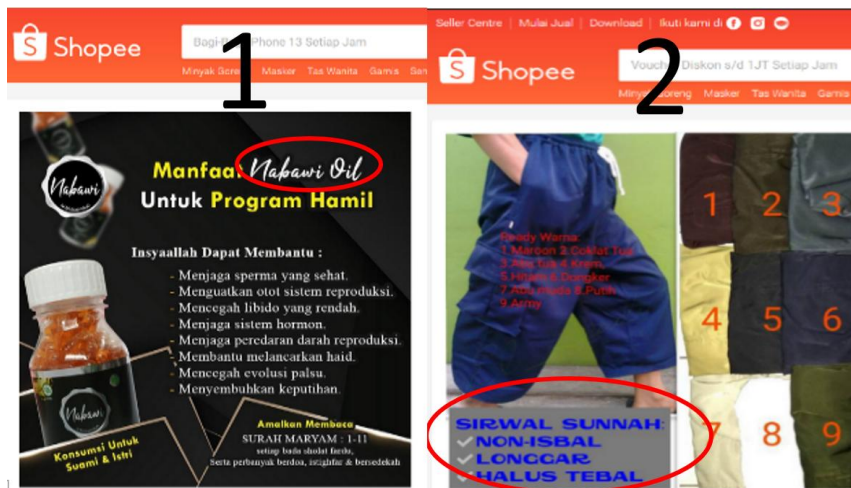 Shopee
Bagi-Bagi iPhone 13 Setiap Jam
Minyak Goreng Masker Tas Wanita Gamis
1
Nabawi
Manfaat Nabawi Oil
Untuk Program Hamil
Insyaallah Dapat Membantu :
- Menjaga sperma yang sehat.
- Menguatkan otot sistem reproduksi.
- Mencegah libido yang rendah.
- Menjaga sistem hormon.
- Menjaga peredaran darah reproduksi.
- Membantu melancarkan haid.
- Mencegah evolusi palsu.
- Menyembuhkan keputihan.
Nabawi
Konsumsi Untuk
Suami & Istri
Amalkan Membaca
SURAH MARYAM : 1-11
setiap bada sholat fardu,
Serta perbanyak berdoa, istighfar & bersedekah
Seller Centre | Mulai Jual | Download | Ikuti kami di
Shopee
Voucher Diskon s/d 1JT Setiap Jam
Minyak Goreng Masker Tas Wanita Gamis
2
Ready Warna:
1.Maroon 2.Coklat Tua
3.Abu Tua 4.Krem
5.Hitam 6.Dongker
7.Abu muda 8.Putih
9.Army
1 2 3
4 5 6
7 8 9
SIRWAL SUNNAH:
NON-ISBAL
LONGGAR
HALUS TEBAL